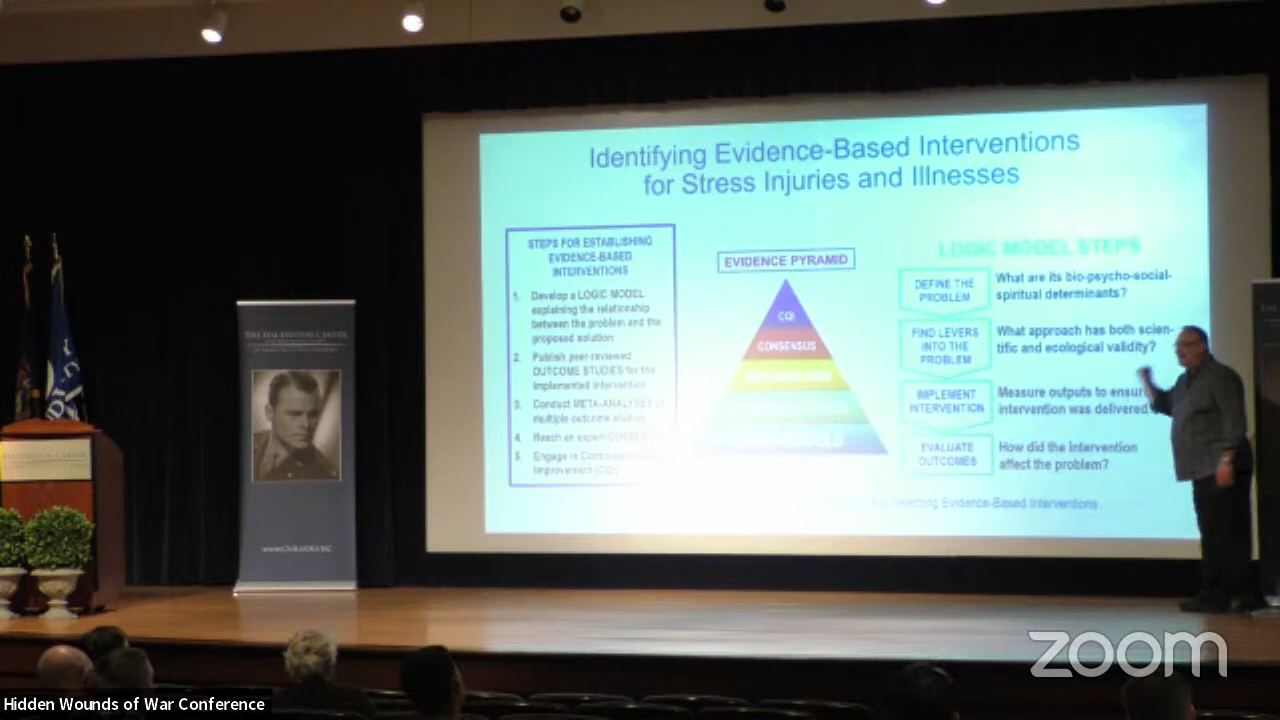 Identifying Evidence-Based Interventions
for Stress Injuries and Illnesses
STEPS FOR ESTABLISHING
EVIDENCE-BASED
INTERVENTIONS
1. Develop a LOGIC MODEL
explaining the relationship
between the problem and the
proposed solution
2. Publish peer-reviewed
OUTCOME STUDIES for the
implemented intervention
3. Conduct META-ANALYSES
multiple outcome studies
4. Reach an expert
5. Engage in
Improvement (CQI)
EVIDENCE PYRAMID
CQI
CONSENSUS
LOGIC MODEL STEPS
DEFINE THE
PROBLEM
What are its bio-psycho-social-
spiritual determinants?
FIND LEVERS
INTO THE
PROBLEM
What approach has both scien-
tific and ecological validity?
IMPLEMENT
INTERVENTION
Measure outputs to ensur
intervention was delivered.
EVALUATE
OUTCOMES
How did the intervention
affect the problem?
Selecting Evidence-Based Interventions
THE HAUENSTEIN CENTER
zoom
Hidden Wounds of War Conference